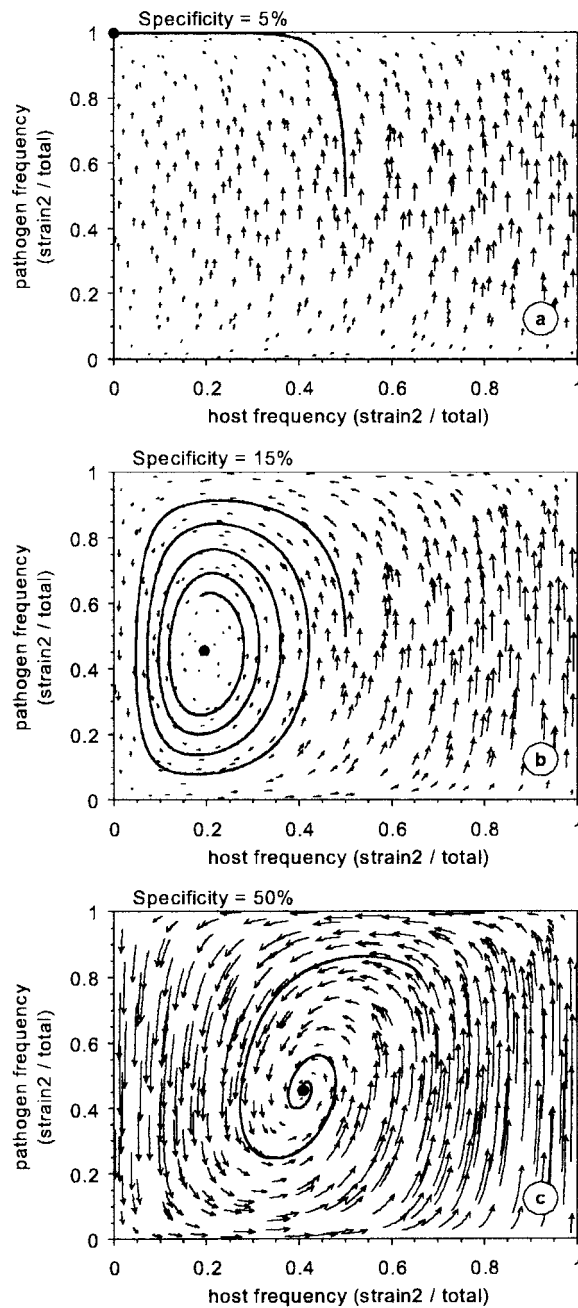 Specificity = 5%
1
0.8
0.6
0.4
0.2
0
pathogen frequency
(strain2 / total)
a
0
0.2
0.4
0.6
0.8
1
host frequency (strain2 / total)
Specificity = 15%
1
0.8
0.6
0.4
0.2
0
pathogen frequency
(strain2 / total)
b
0
0.2
0.4
0.6
0.8
1
host frequency (strain2 / total)
Specificity = 50%
1
0.8
0.6
0.4
0.2
0
pathogen frequency
(strain2 / total)
c
0
0.2
0.4
0.6
0.8
1
host frequency (strain2 / total)